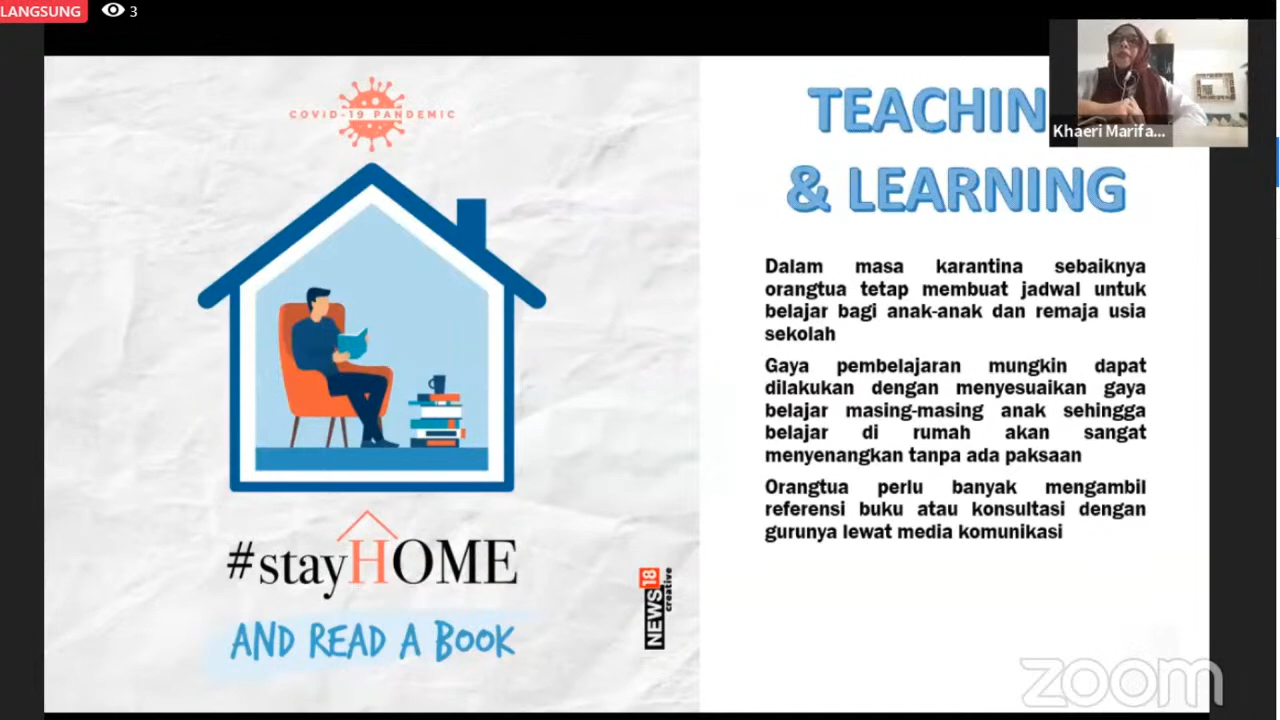 LANGSUNG
3
COVID-19 PANDEMIC
#stayHOME
AND READ A BOOK
NEWS18
creative
TEACHIN
& LEARNING
Khaeri Marifa...
Dalam masa karantina sebaiknya
orangtua tetap membuat jadwal untuk
belajar bagi anak-anak dan remaja usia
sekolah
Gaya pembelajaran mungkin dapat
dilakukan dengan menyesuaikan gaya
belajar masing-masing anak sehingga
belajar di rumah akan sangat
menyenangkan tanpa ada paksaan
Orangtua perlu banyak mengambil
referensi buku atau konsultasi dengan
gurunya lewat media komunikasi
zoom